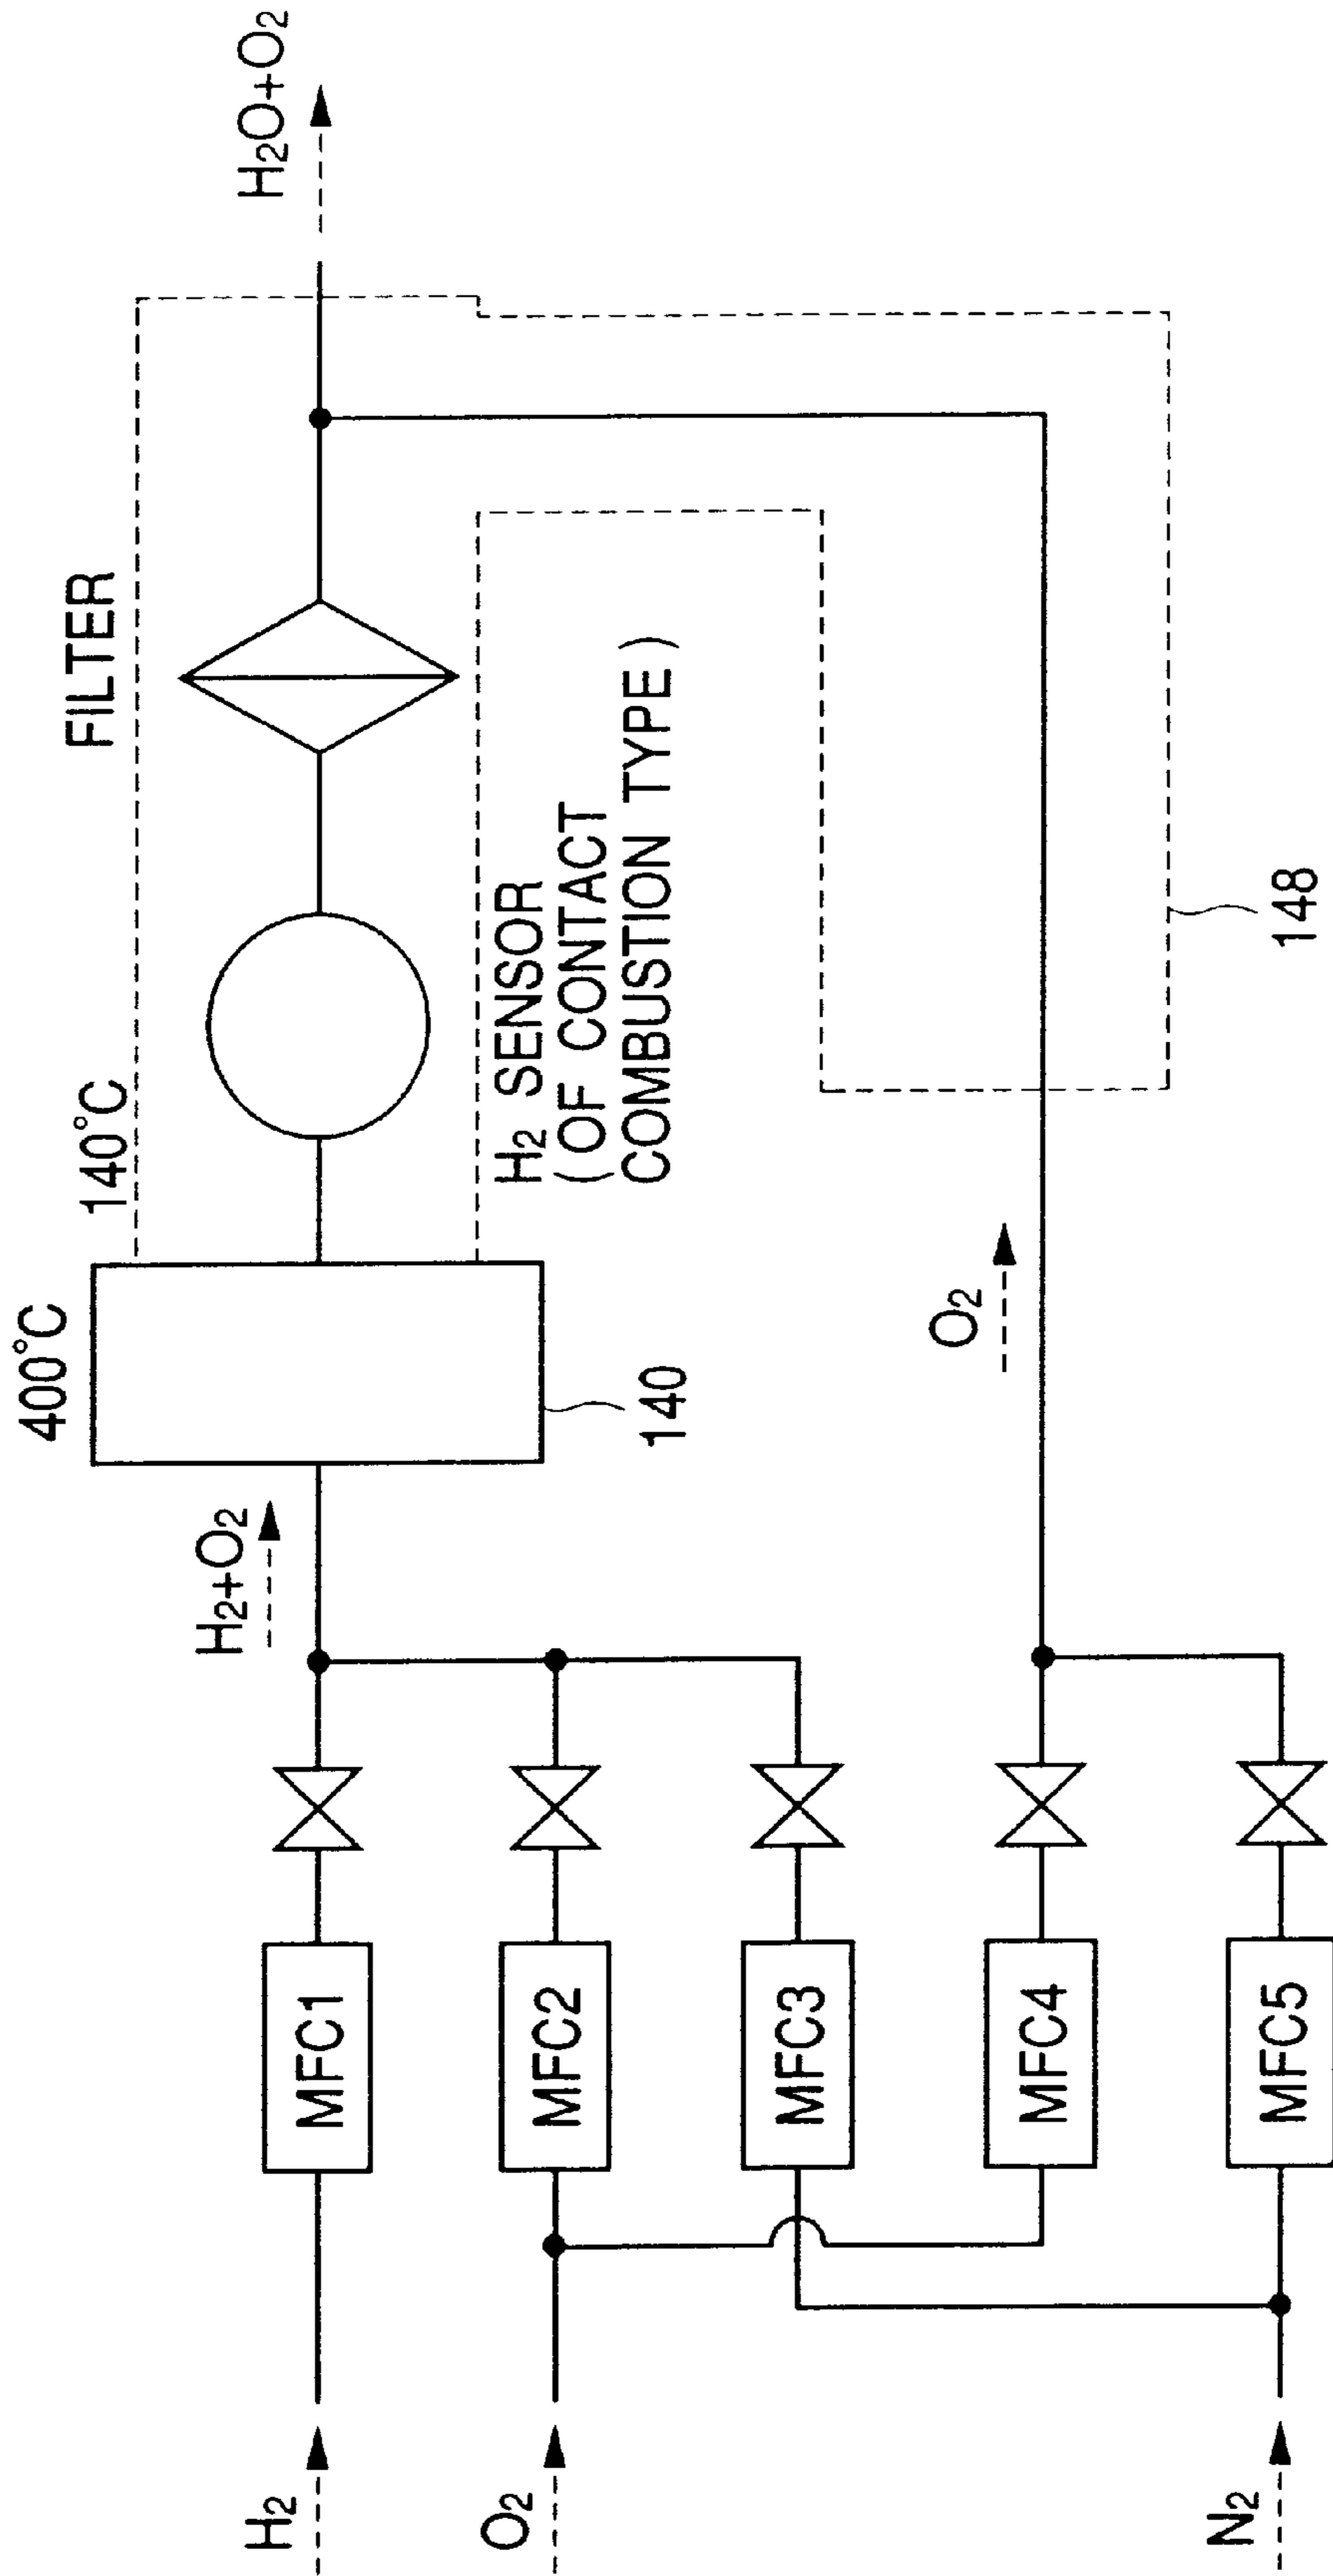 400°C
140°C
FILTER
H₂O+O₂
H₂+O₂
140
H₂ SENSOR
(OF CONTACT
COMBUSTION TYPE)
O₂
148
H₂
MFC1
O₂
MFC2
MFC3
MFC4
N₂
MFC5